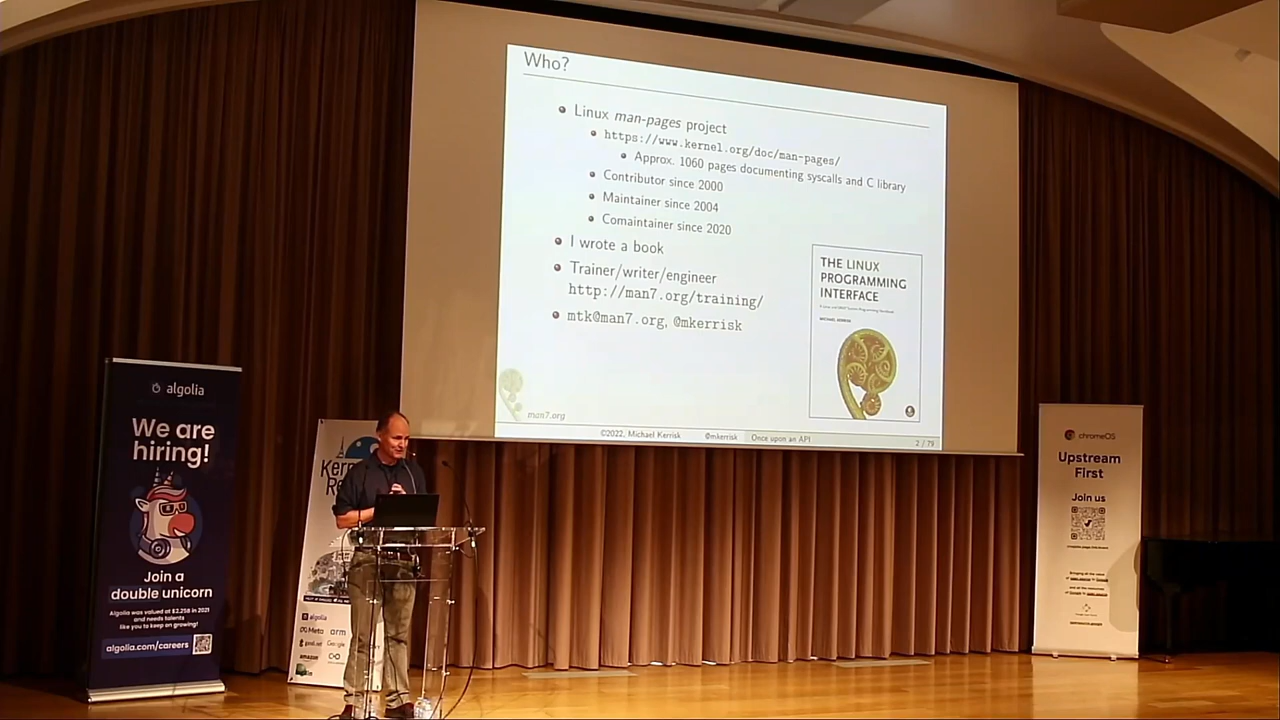 Who?
Linux man-pages project
https://www.kernel.org/doc/man-pages/
Approx. 1060 pages documenting syscalls and C library
Contributor since 2000
Maintainer since 2004
Comaintainer since 2020
I wrote a book
Trainer/writer/engineer
http://man7.org/training/
mtk@man7.org, @mkerrisk
THE LINUX
PROGRAMMING
INTERFACE
MICHAEL KERRISK
man7.org
©2022, Michael Kerrisk @mkerrisk Once upon an API 2 / 79
algolia
We are
hiring!
Join a
double unicorn
Algolia was valued at $2.25B in 2021
and needs talents
like you to keep on growing!
algolia.com/careers
Kern
Re
algolia
Meta arm
Google
amazon
chromeOS
Upstream
First
Join us